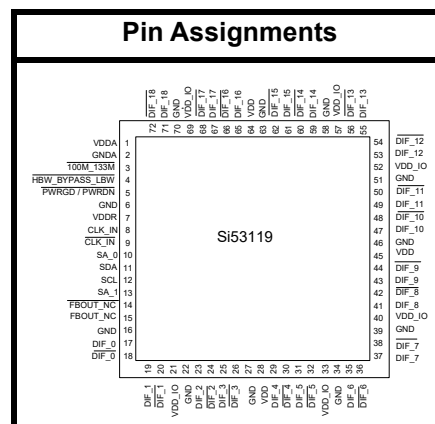 Pin Assignments
DIF_18
DIF_18
GND
VDD_IO
DIF_17
DIF_17
DIF_16
DIF_16
VDD
GND
DIF_15
DIF_15
DIF_14
DIF_14
GND
VDD_IO
DIF_13
DIF_13
72 71 70 69 68 67 66 65 64 63 62 61 60 59 58 57 56 55
VDDA 1
GNDA 2
100M_133M 3
HBW_BYPASS_LBW 4
PWRGD / PWRDN 5
GND 6
VDDR 7
CLK_IN 8
CLK_IN 9
SA_0 10
SDA 11
SCL 12
SA_1 13
FBOUT_NC 14
FBOUT_NC 15
GND 16
DIF_0 17
DIF_0 18
Si53119
54 DIF_12
53 DIF_12
52 VDD_IO
51 GND
50 DIF_11
49 DIF_11
48 DIF_10
47 DIF_10
46 GND
45 VDD
44 DIF_9
43 DIF_9
42 DIF_8
41 DIF_8
40 VDD_IO
39 GND
38 DIF_7
37 DIF_7
19 20 21 22 23 24 25 26 27 28 29 30 31 32 33 34 35 36
DIF_1
DIF_1
VDD_IO
GND
DIF_2
DIF_2
DIF_3
DIF_3
GND
VDD
DIF_4
DIF_4
DIF_5
DIF_5
VDD_IO
GND
DIF_6
DIF_6